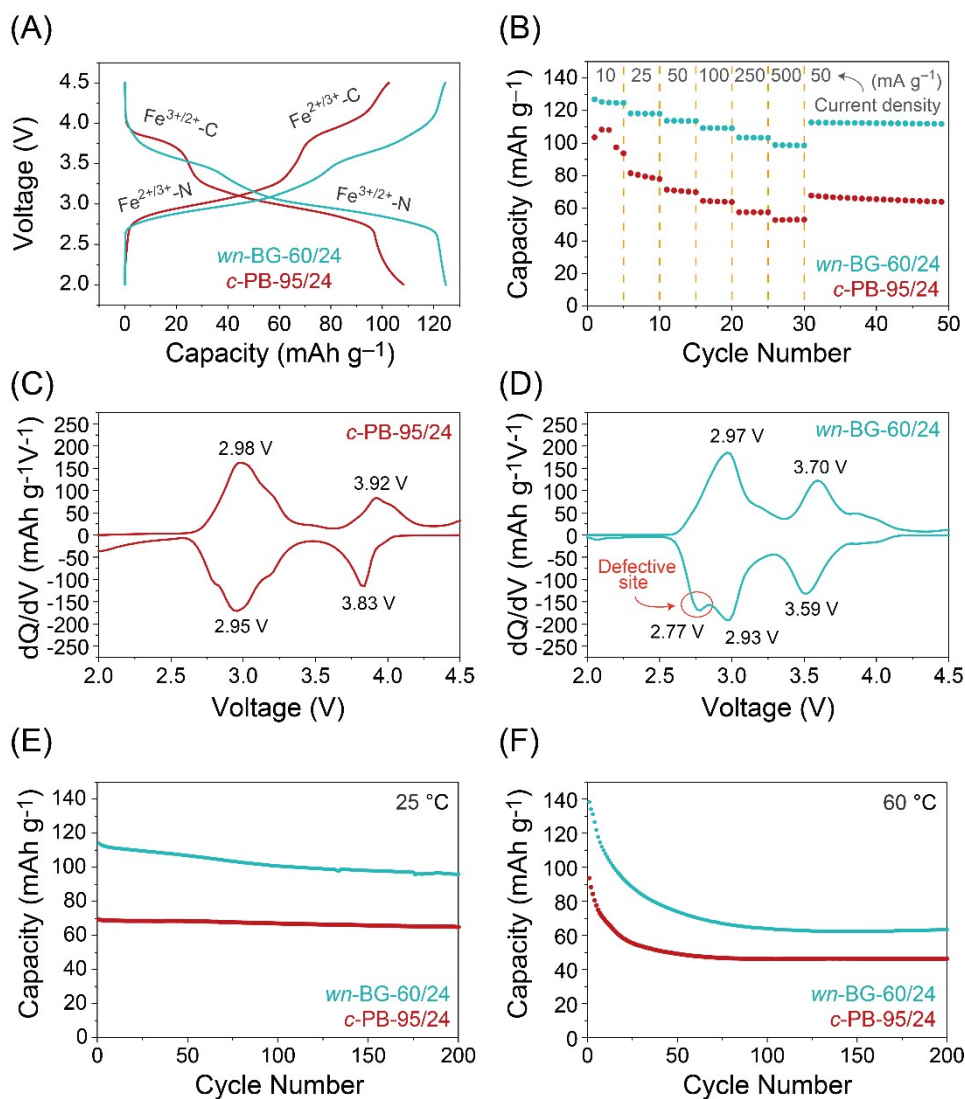 (A)
4.5
4.0
3.5
3.0
2.5
2.0
Voltage (V)
Fe3+/2+-C
Fe2+/3+-C
Fe2+/3+-N
Fe3+/2+-N
wn-BG-60/24
c-PB-95/24
0 20 40 60 80 100 120
Capacity (mAh g–1)
(B)
140
120
100
80
60
40
20
0
Capacity (mAh g–1)
10 25 50 100 250 500 50 (mA g–1)
Current density
wn-BG-60/24
c-PB-95/24
0 10 20 30 40 50
Cycle Number
(C)
250
200
150
100
50
0
-50
-100
-150
-200
-250
dQ/dV (mAh g-1V-1)
c-PB-95/24
2.98 V
3.92 V
3.83 V
2.95 V
2.0 2.5 3.0 3.5 4.0 4.5
Voltage (V)
(D)
250
200
150
100
50
0
-50
-100
-150
-200
-250
dQ/dV (mAh g-1V-1)
wn-BG-60/24
2.97 V
3.70 V
Defective
site
3.59 V
2.77 V
2.93 V
2.0 2.5 3.0 3.5 4.0 4.5
Voltage (V)
(E)
140
120
100
80
60
40
20
0
Capacity (mAh g–1)
25 °C
wn-BG-60/24
c-PB-95/24
0 50 100 150 200
Cycle Number
(F)
140
120
100
80
60
40
20
0
Capacity (mAh g–1)
60 °C
wn-BG-60/24
c-PB-95/24
0 50 100 150 200
Cycle Number